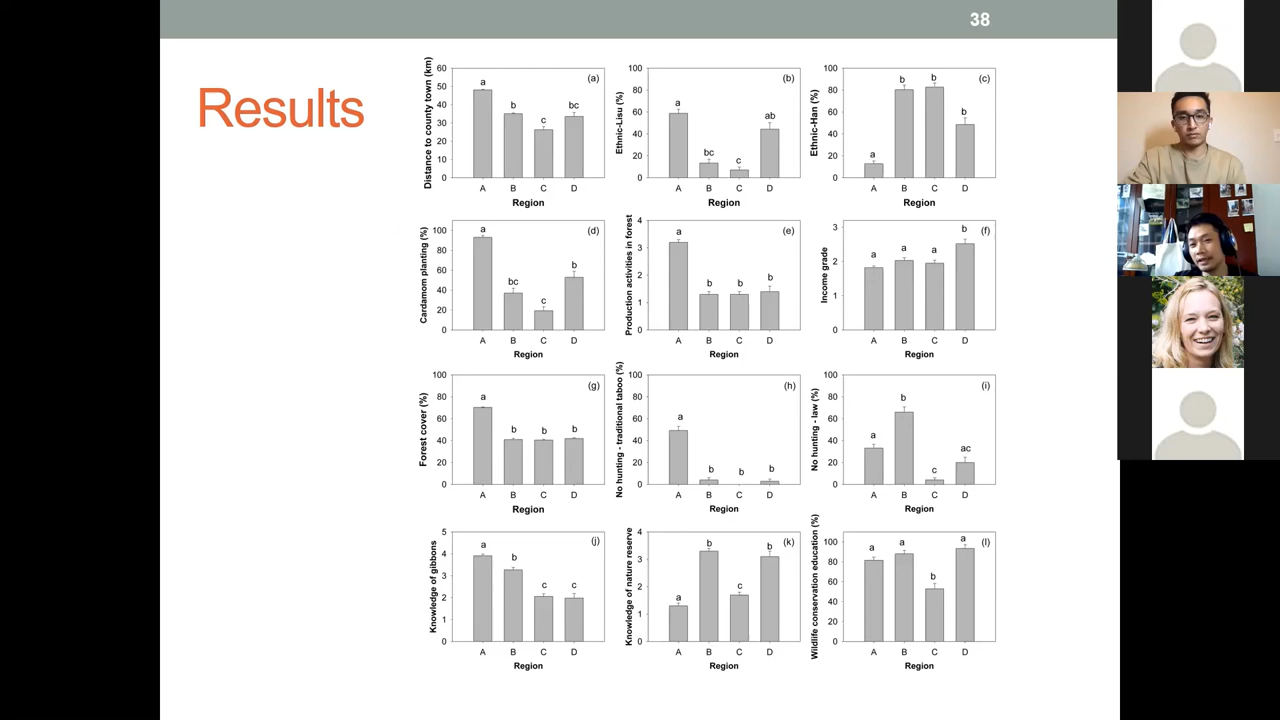 38
Results
Distance to county town (km)
60
50
40
30
20
10
0
a
b
c
bc
(a)
A B C D
Region
Ethnic-Lisu (%)
100
80
60
40
20
0
a
bc
c
ab
(b)
A B C D
Region
Ethnic-Han (%)
100
80
60
40
20
0
a
b
b
b
(c)
A B C D
Region
Cardamom planting (%)
100
80
60
40
20
0
a
bc
c
b
(d)
A B C D
Region
Production activities in forest
4
3
2
1
0
a
b
b
b
(e)
A B C D
Region
Income grade
3
2
1
0
a
a
a
b
(f)
A B C D
Region
Forest cover (%)
100
80
60
40
20
0
a
b
b
b
(g)
A B C D
Region
No hunting - traditional taboo (%)
100
80
60
40
20
0
a
b
b
b
(h)
A B C D
Region
No hunting - law (%)
100
80
60
40
20
0
a
b
c
ac
(i)
A B C D
Region
Knowledge of gibbons
5
4
3
2
1
0
a
b
c
c
(j)
A B C D
Region
Knowledge of nature reserve
4
3
2
1
0
a
b
c
b
(k)
A B C D
Region
Wildlife conservation education (%)
100
80
60
40
20
0
a
a
b
a
(l)
A B C D
Region